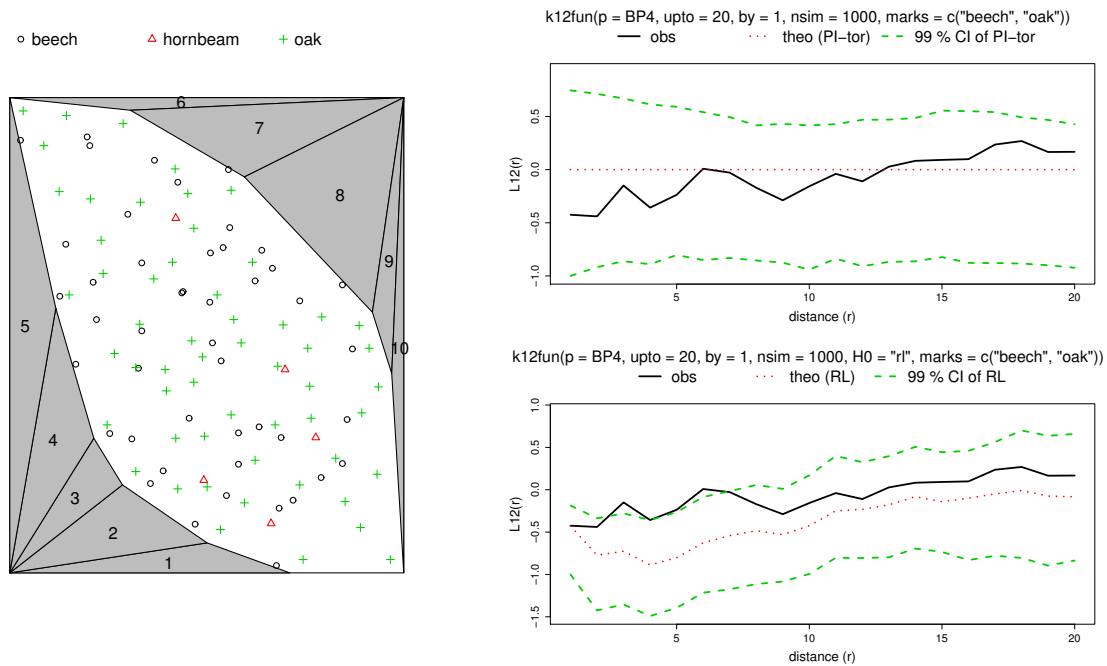 beech hornbeam oak
6
7
8
9
5
10
4
3
2
1
k12fun(p = BP4, upto = 20, by = 1, nsim = 1000, marks = c("beech", "oak"))
obs theo (PI−tor) 99 % CI of PI−tor
L12(r)
0.5
0.0
−0.5
−1.0
5 10 15 20
distance (r)
k12fun(p = BP4, upto = 20, by = 1, nsim = 1000, H0 = "rl", marks = c("beech", "oak"))
obs theo (RL) 99 % CI of RL
L12(r)
1.0
0.5
0.0
−0.5
−1.0
−1.5
5 10 15 20
distance (r)